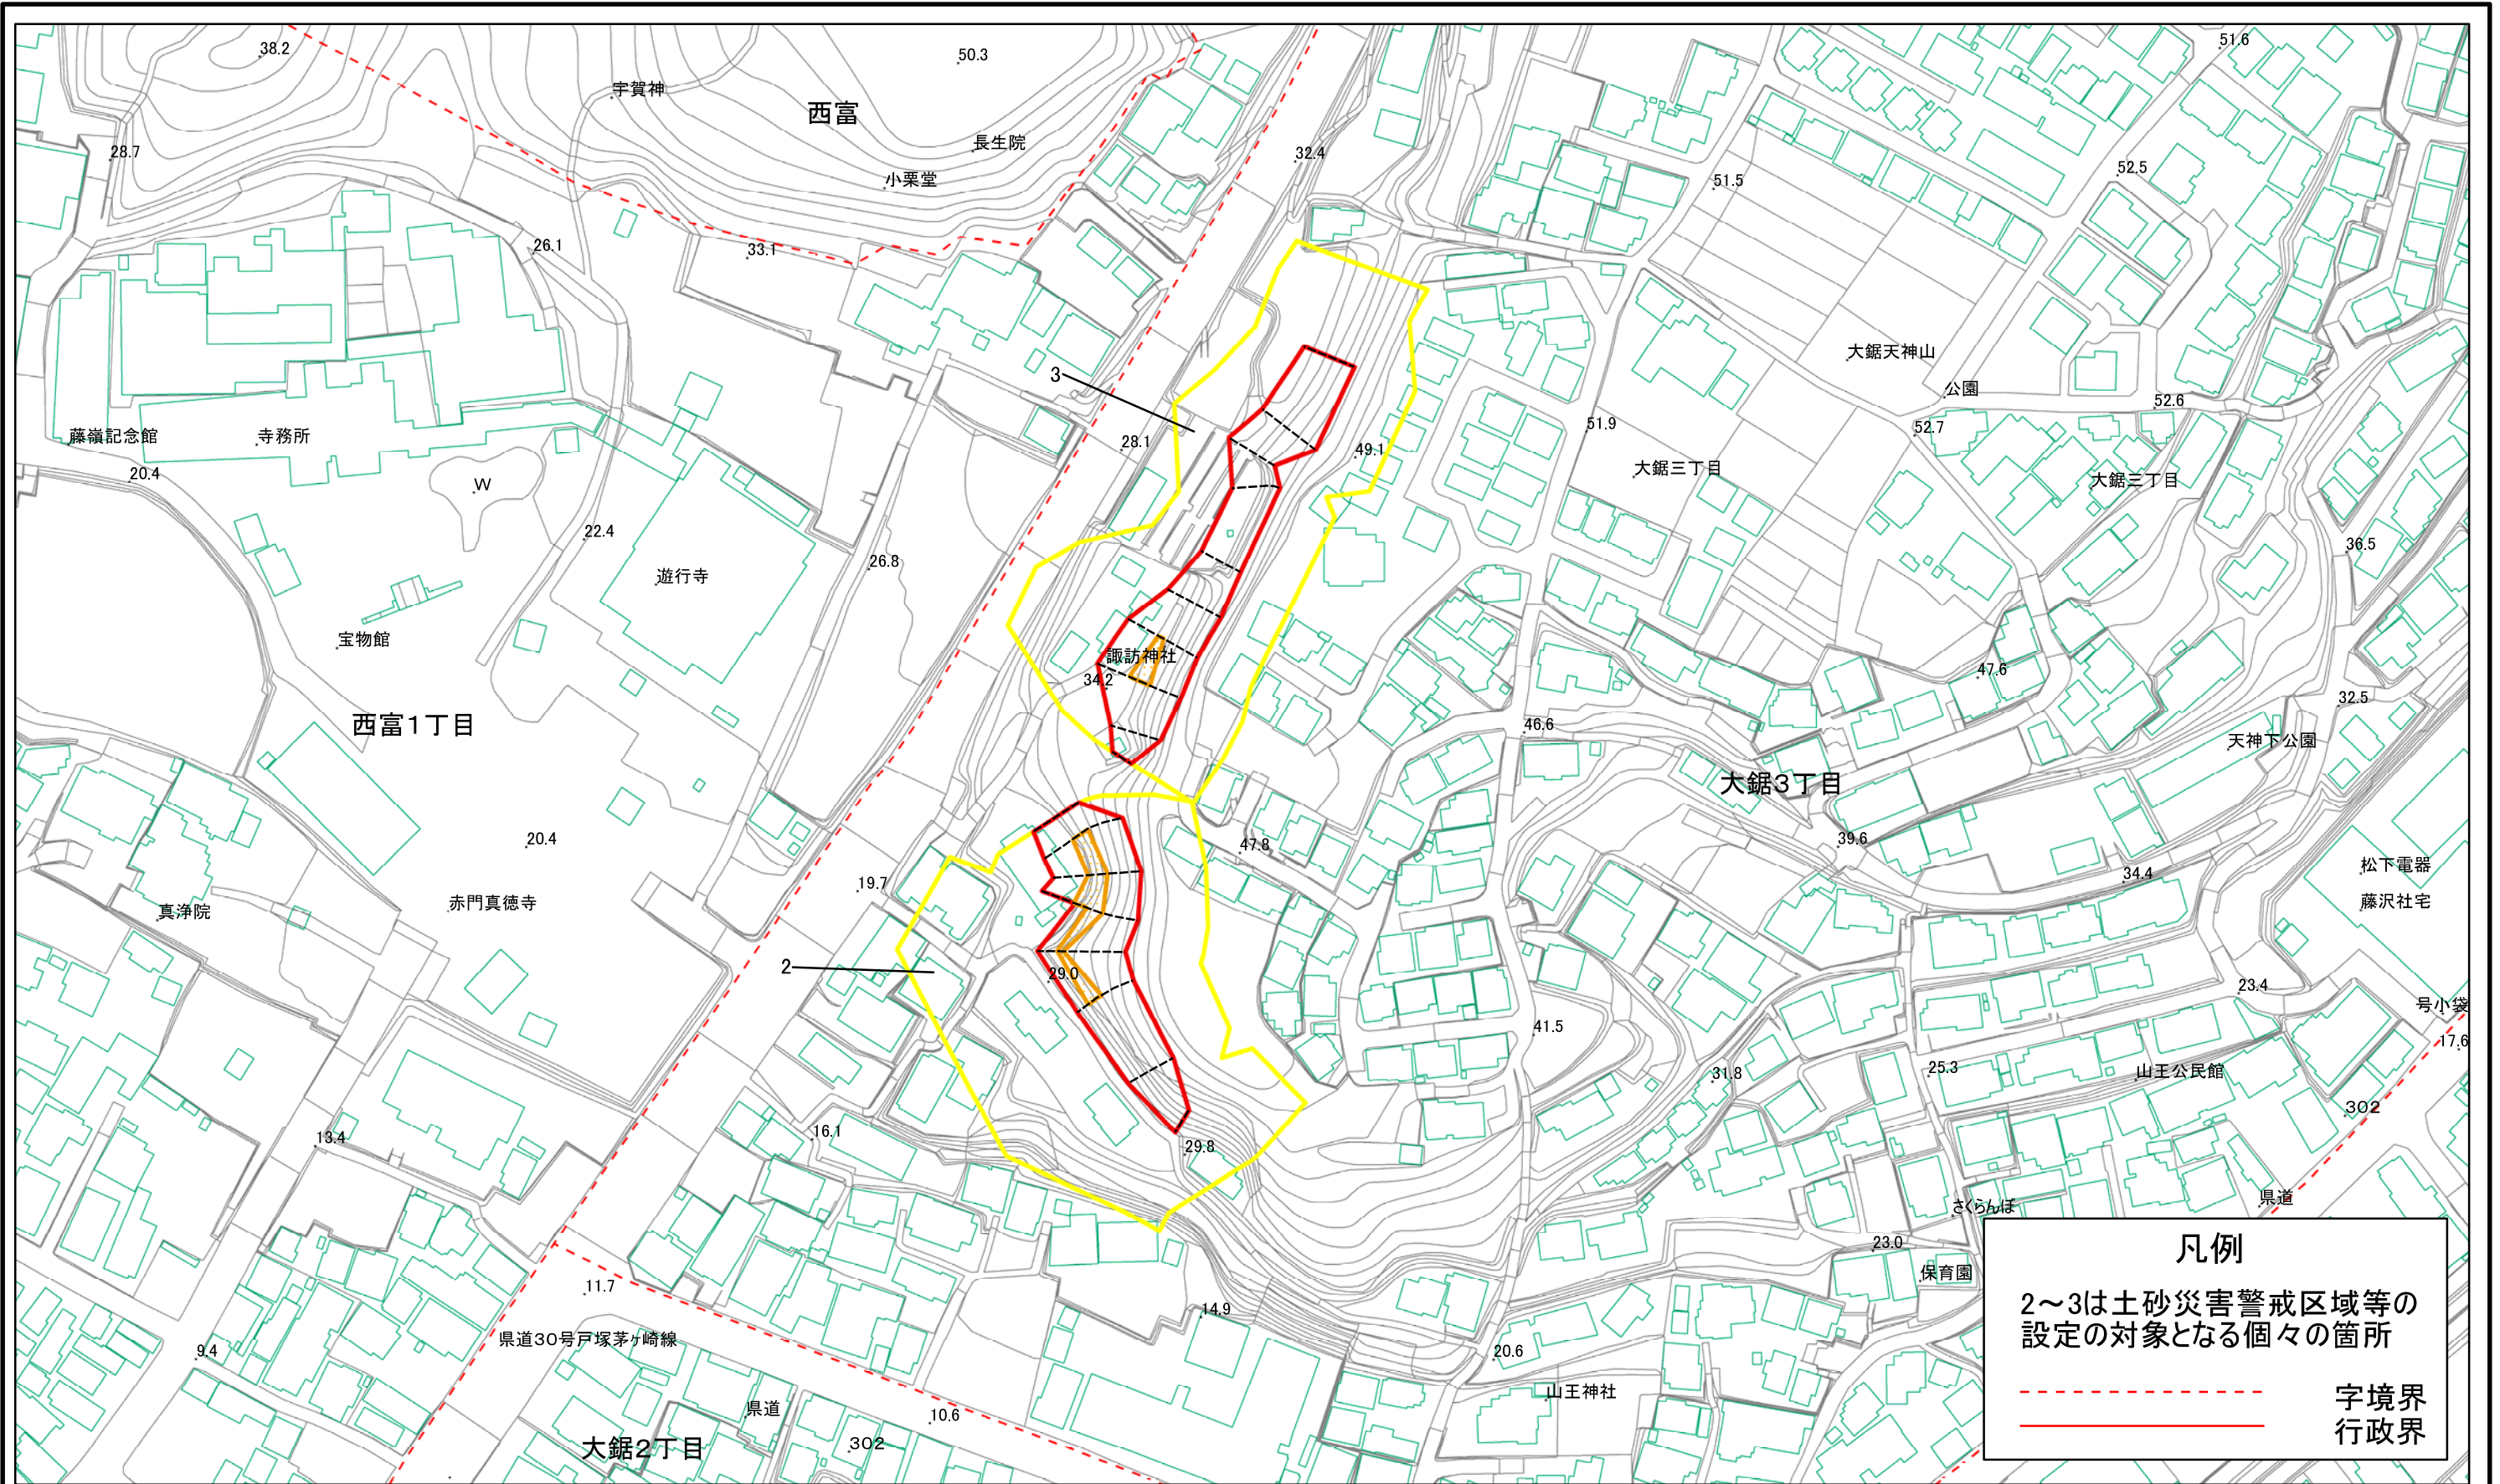 38.2
50.3
51.6
宇賀神
西富
長生院
28.7
32.4
小栗堂
51.5
52.5
26.1
33.1
大鋸天神山
3
公園
52.6
藤嶺記念館
寺務所
28.1
49.1
51.9
52.7
20.4
W
大鋸三丁目
大鋸三丁目
22.4
26.8
36.5
遊行寺
宝物館
諏訪神社
34.2
47.6
32.5
西富1丁目
46.6
天神下公園
大鋸3丁目
20.4
47.8
39.6
松下電器
34.4
19.7
藤沢社宅
赤門真徳寺
真浄院
2
29.0
23.4
号小袋
41.5
17.6
31.8
25.3
山王公民館
302
13.4
16.1
29.8
県道
さくらんぼ
23.0
保育園
11.7
14.9
県道30号戸塚茅ヶ崎線
9.4
20.6
山王神社
県道
10.6
302
大鋸2丁目
凡例
2～3は土砂災害警戒区域等の
設定の対象となる個々の箇所
字境界
行政界